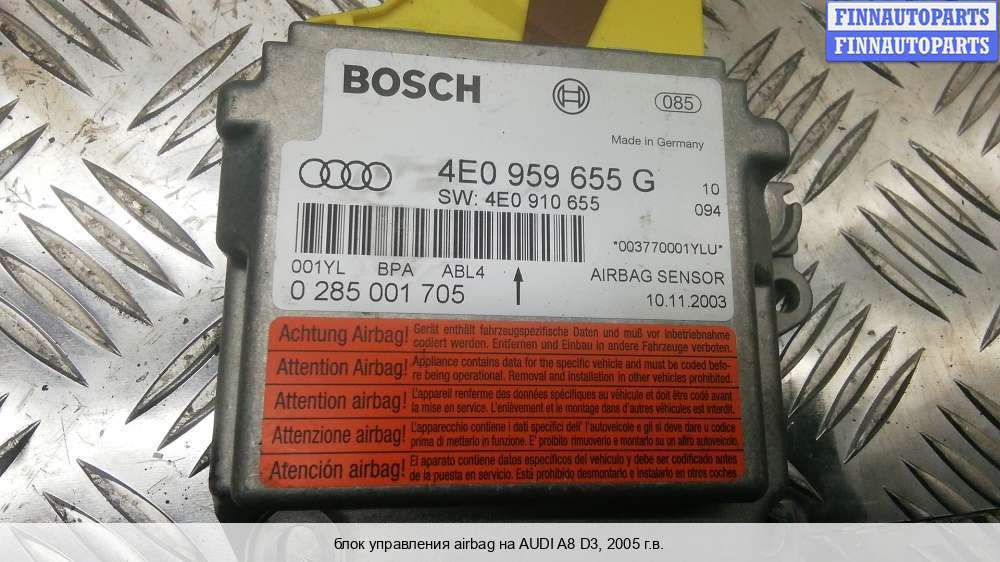 FINNAUTOPARTS
FINNAUTOPARTS
BOSCH
085
Made in Germany
4E0 959 655 G
10
SW: 4E0 910 655
094
*003770001YLU*
001YL BPA ABL4
AIRBAG SENSOR
0 285 001 705
10.11.2003
Achtung Airbag! Gerät enthält fahrzeugspezifische Daten und muß vor Inbetriebnahme
codiert werden. Entfernen und Einbau in andere Fahrzeuge verboten.
Attention Airbag! Appliance contains data for the specific vehicle and must be coded befo-
re being operational. Removal and installation in other vehicles prohibited.
Attention airbag! L'appareil renferme des données spécifiques au véhicule et doit être codé avant
la mise en service. L'enlèvement et le montage dans d'autres véhicules est interdit.
Attenzione airbag! L'apparecchio contiene i dati specifici dell' l'autoveicolo e gli si deve dare u codice
prima di metterlo in funzione. E' proibito rimuoverlo e montarlo su un altro autoveicolo.
Atención airbag! El aparato contiene datos específicos del vehículo y debe ser codificado antes
de la puesta en servicio. Está prohibido desmontarlo e instalarlo en otros coches
блок управления airbag на AUDI A8 D3, 2005 г.в.